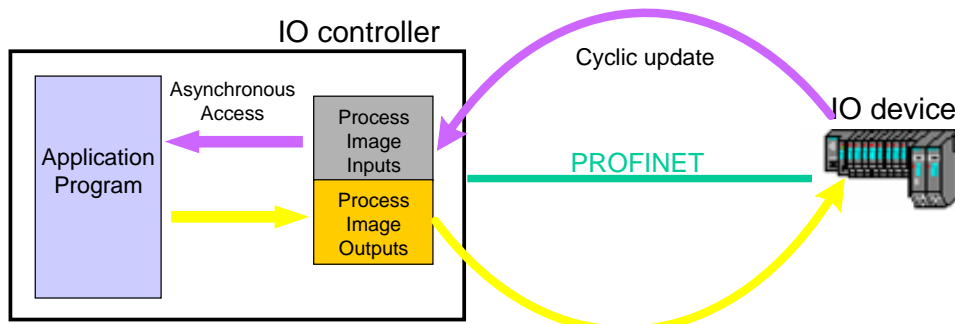 IO controller
Cyclic update
Asynchronous
Access
IO device
Process
Image
Inputs
Application
Program
PROFINET
Process
Image
Outputs